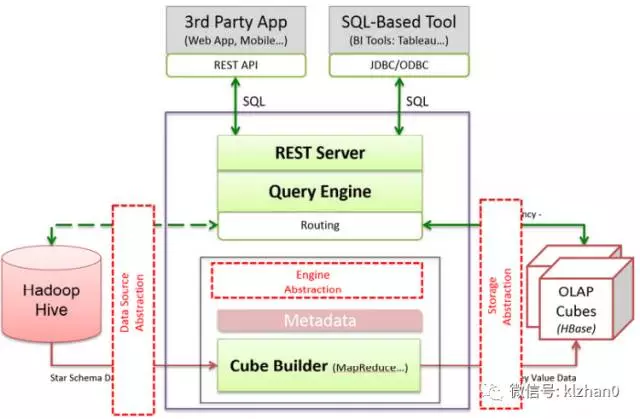 3rd Party App
(Web App, Mobile...)
REST API
SQL-Based Tool
(BI Tools: Tableau...)
JDBC/ODBC
SQL
SQL
REST Server
Query Engine
Routing
Hadoop
Hive
Data Source
Abstraction
Engine
Abstraction
Metadata
Cube Builder (MapReduce...)
Storage
Abstraction
ncy -
OLAP
Cubes
(HBase)
Star Schema Da
ey Value Data
微信号: klzhan0